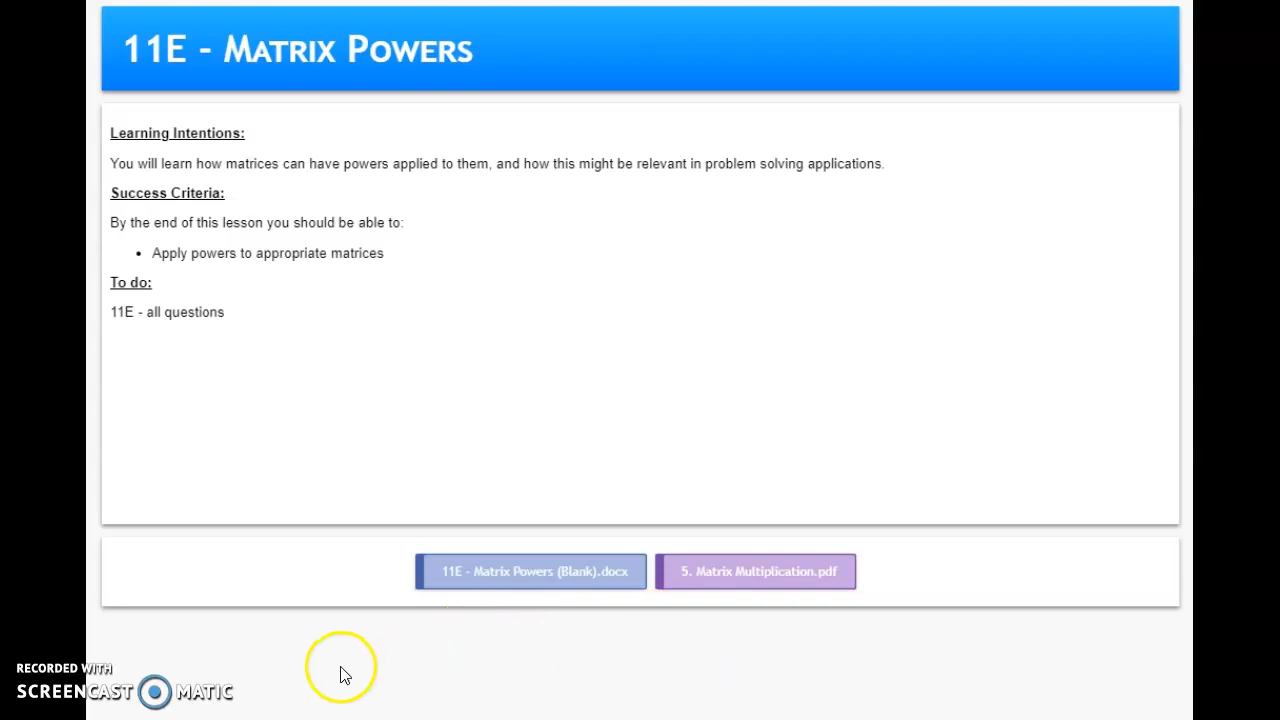 11E - Matrix Powers
Learning Intentions:
You will learn how matrices can have powers applied to them, and how this might be relevant in problem solving applications.
Success Criteria:
By the end of this lesson you should be able to:
• Apply powers to appropriate matrices
To do:
11E - all questions
11E - Matrix Powers (Blank).docx
5. Matrix Multiplication.pdf
RECORDED WITH
SCREENCAST MATIC